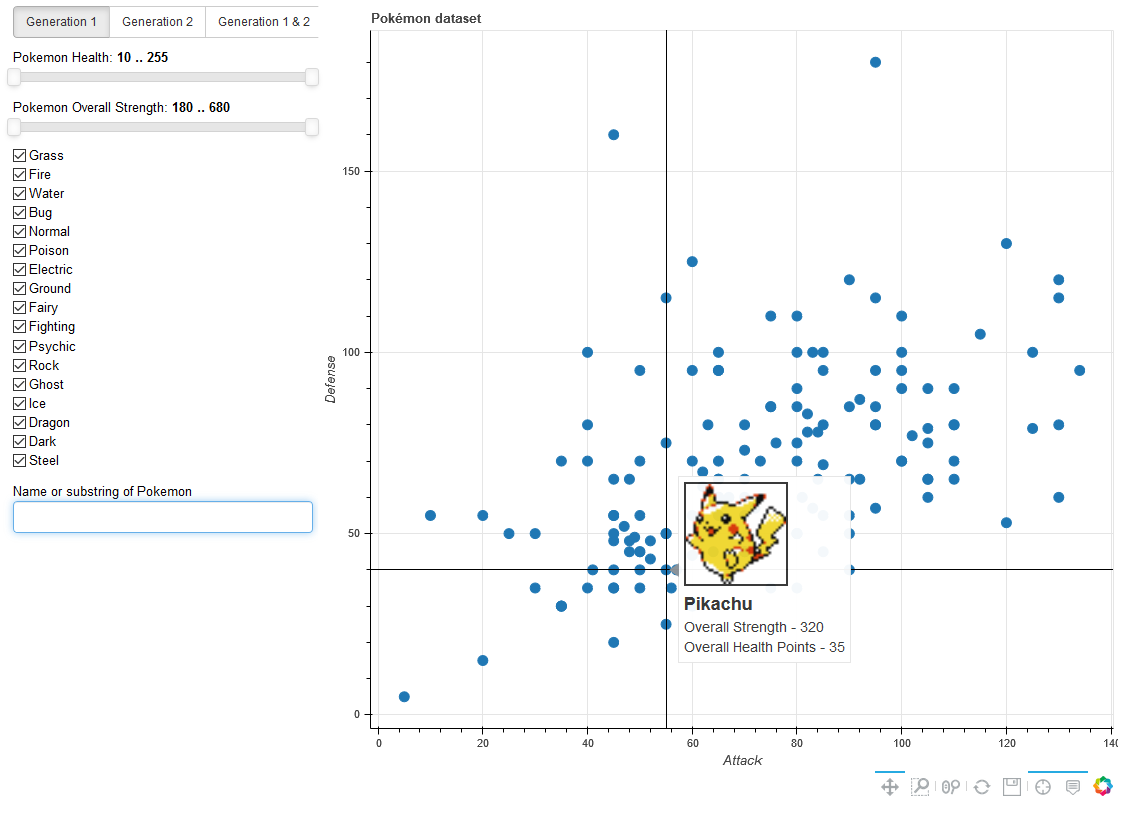 Generation 1 Generation 2 Generation 1 & 2
Pokemon Health: 10 .. 255
Pokemon Overall Strength: 180 .. 680
Grass
Fire
Water
Bug
Normal
Poison
Electric
Ground
Fairy
Fighting
Psychic
Rock
Ghost
Ice
Dragon
Dark
Steel
Name or substring of Pokemon
Pokémon dataset
Defense
150
100
50
0
Pikachu
Overall Strength - 320
Overall Health Points - 35
0 20 40 60 80 100 120 140
Attack